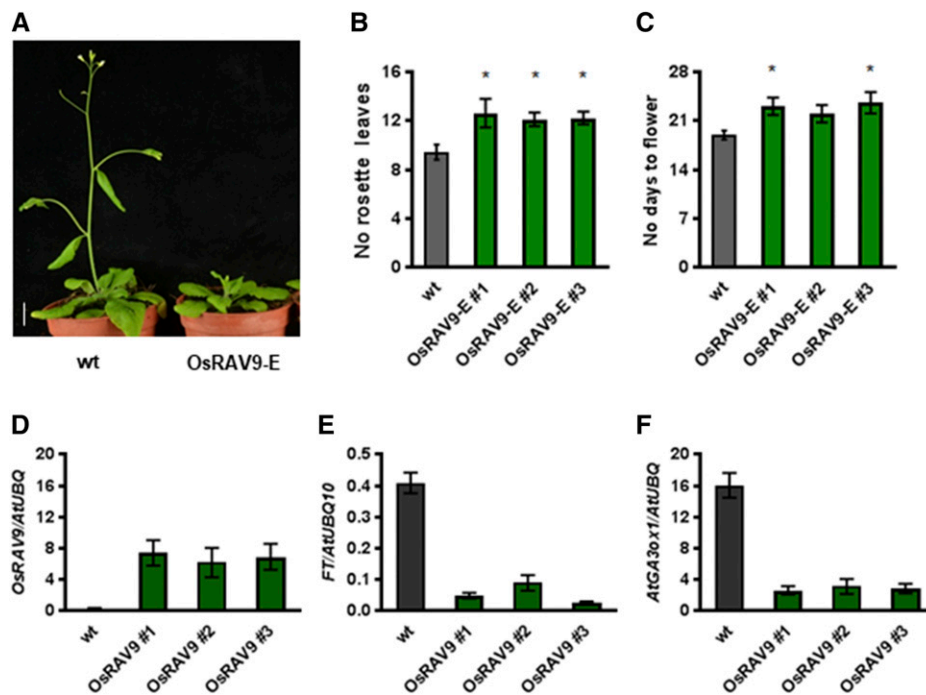 A
wt
OsRAV9-E
B
No rosette leaves
16
12
8
4
0
*
*
*
wt
OsRAV9-E #1
OsRAV9-E #2
OsRAV9-E #3
C
No days to flower
28
21
14
7
0
*
*
wt
OsRAV9-E #1
OsRAV9-E #2
OsRAV9-E #3
D
OsRAV9/AtUBQ
20
16
12
8
4
0
wt
OsRAV9 #1
OsRAV9 #2
OsRAV9 #3
E
FT/AtUBQ10
0.5
0.4
0.3
0.2
0.1
0.0
wt
OsRAV9 #1
OsRAV9 #2
OsRAV9 #3
F
AtGA3ox1/AtUBQ
20
16
12
8
4
0
wt
OsRAV9 #1
OsRAV9 #2
OsRAV9 #3